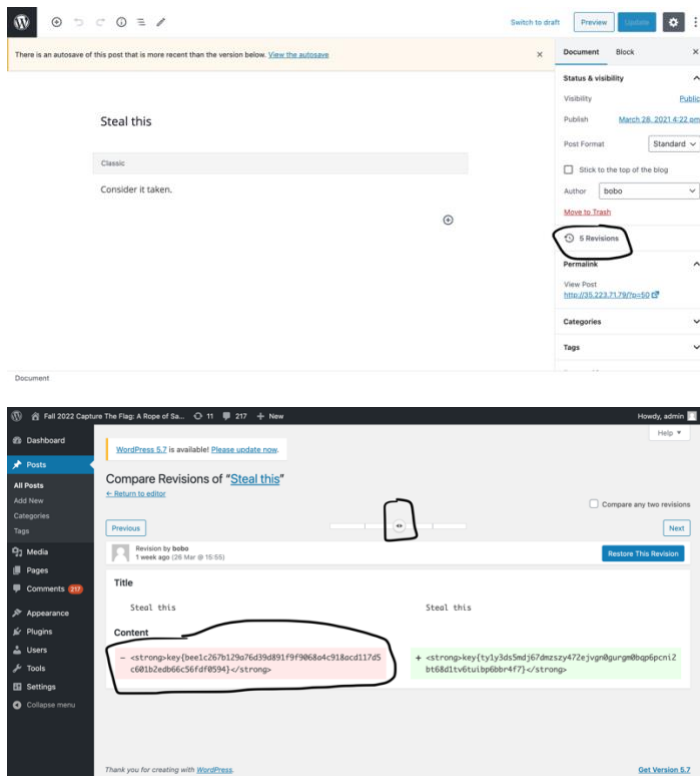 Switch to draft Preview Update
There is an autosave of this post that is more recent than the version below. View the autosave
Document Block
Status & visibility
Visibility Public
Publish March 28, 2021 4:22 pm
Post Format Standard
Stick to the top of the blog
Author bobo
Move to Trash
5 Revisions
Permalink
View Post
http://35.223.71.79/?p=50
Categories
Tags
Steal this
Classic
Consider it taken.
Document
Fall 2022 Capture The Flag: A Rope of Sa... 11 217 New Howdy, admin
Help
Dashboard
Posts
All Posts
Add New
Categories
Tags
Media
Pages
Comments 217
Appearance
Plugins
Users
Tools
Settings
Collapse menu
WordPress 5.7 is available! Please update now.
Compare Revisions of "Steal this"
← Return to editor
Compare any two revisions
Previous Next
Revision by bobo
1 week ago (26 Mar @ 15:55)
Restore This Revision
Title
Steal this Steal this
Content
- <strong>key{bee1c267b129a76d39d891f9f9068a4c918acd117d5
c601b2edb66c56fdf0594}</strong>
+ <strong>key{ty1y3ds5mdj67dmzszy472ejvgn0gurgm0bqp6pcni2
bt68d1tv6tuibp6bbr4f7}</strong>
Thank you for creating with WordPress.
Get Version 5.7